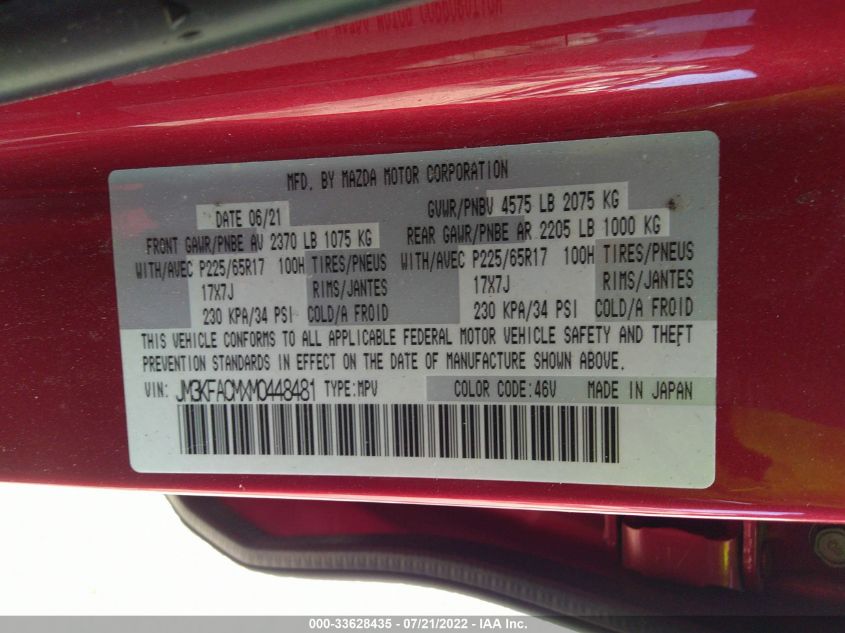 MFD. BY MAZDA MOTOR CORPORATION
DATE 06/21 GVWR/PNBV 4575 LB 2075 KG
FRONT GAWR/PNBE AV 2370 LB 1075 KG REAR GAWR/PNBE AR 2205 LB 1000 KG
WITH/AVEC P225/65R17 100H TIRES/PNEUS WITH/AVEC P225/65R17 100H TIRES/PNEUS
17X7J RIMS/JANTES 17X7J RIMS/JANTES
230 KPA/34 PSI COLD/A FROID 230 KPA/34 PSI COLD/A FROID
THIS VEHICLE CONFORMS TO ALL APPLICABLE FEDERAL MOTOR VEHICLE SAFETY AND THEFT
PREVENTION STANDARDS IN EFFECT ON THE DATE OF MANUFACTURE SHOWN ABOVE.
VIN: JM3KFACMXM0448481 TYPE:MPV COLOR CODE:46V MADE IN JAPAN
000-33628435 - 07/21/2022 - IAA Inc.